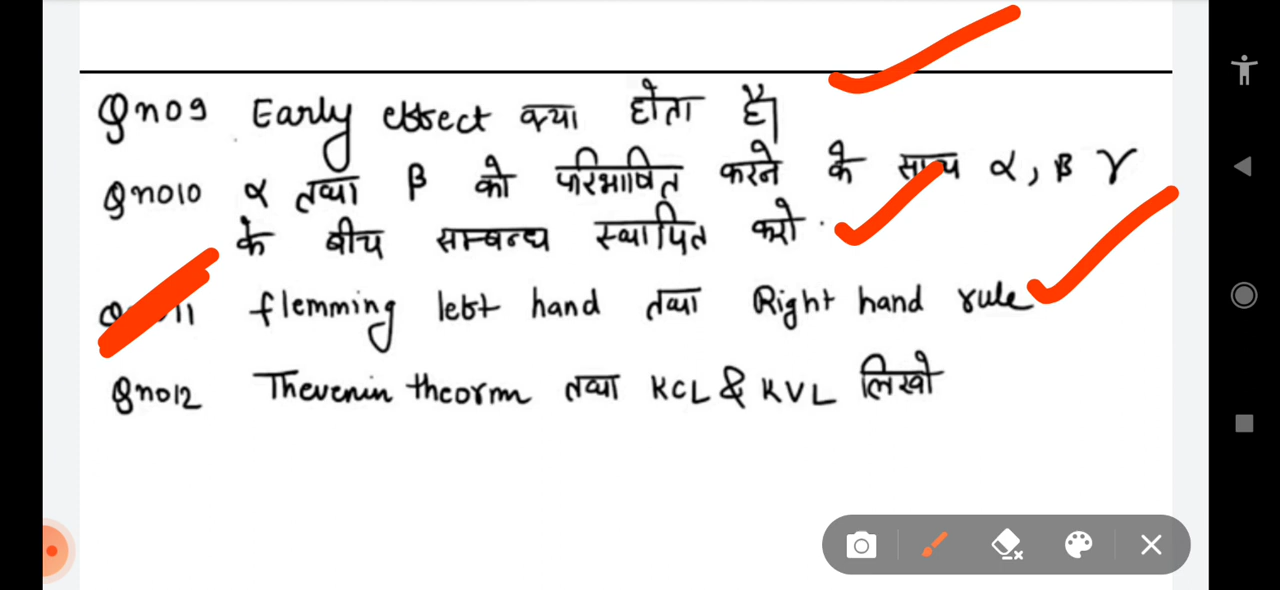 Qno9 Early effect क्या होता है।
Qno10 α तथा β को परिभाषित करने के साथ α, β γ
के बीच सम्बन्ध स्थापित करो.
11 flemming left hand तथा Right hand rule
Qno12 Thevenin theorm तथा KCL & KVL लिखो